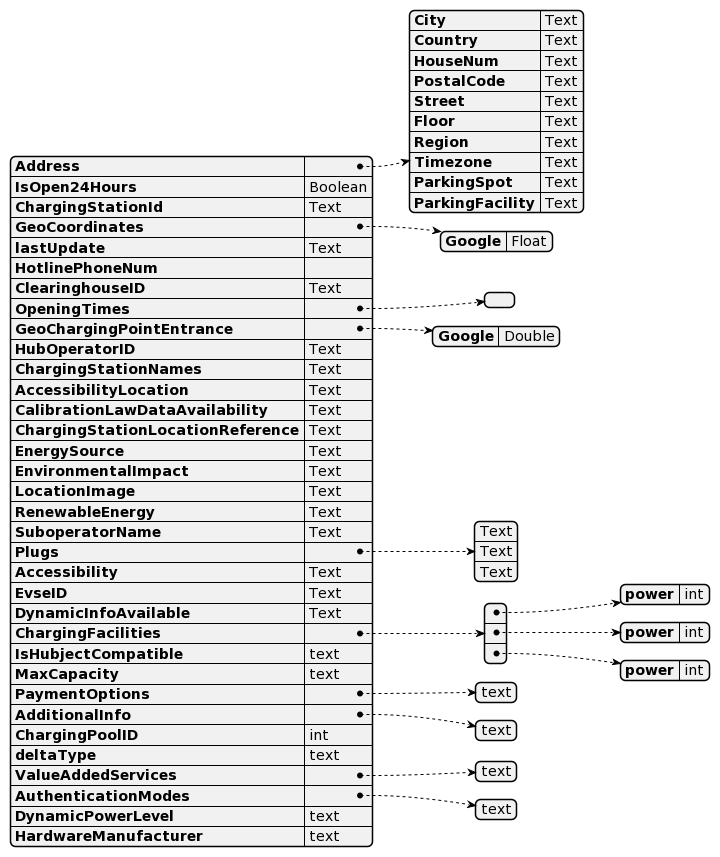 City Text
Country Text
HouseNum Text
PostalCode Text
Street Text
Floor Text
Region Text
Timezone Text
ParkingSpot Text
ParkingFacility Text
Address
IsOpen24Hours Boolean
ChargingStationId Text
GeoCoordinates
Google Float
lastUpdate Text
HotlinePhoneNum
ClearinghouseID Text
OpeningTimes
GeoChargingPointEntrance
Google Double
HubOperatorID Text
ChargingStationNames Text
AccessibilityLocation Text
CalibrationLawDataAvailability Text
ChargingStationLocationReference Text
EnergySource Text
EnvironmentalImpact Text
LocationImage Text
RenewableEnergy Text
SuboperatorName Text
Plugs
Text
Text
Text
Accessibility Text
EvseID Text
DynamicInfoAvailable Text
ChargingFacilities
power int
power int
power int
IsHubjectCompatible text
MaxCapacity text
PaymentOptions
text
AdditionalInfo
text
ChargingPoolID int
deltaType text
ValueAddedServices
text
AuthenticationModes
text
DynamicPowerLevel text
HardwareManufacturer text